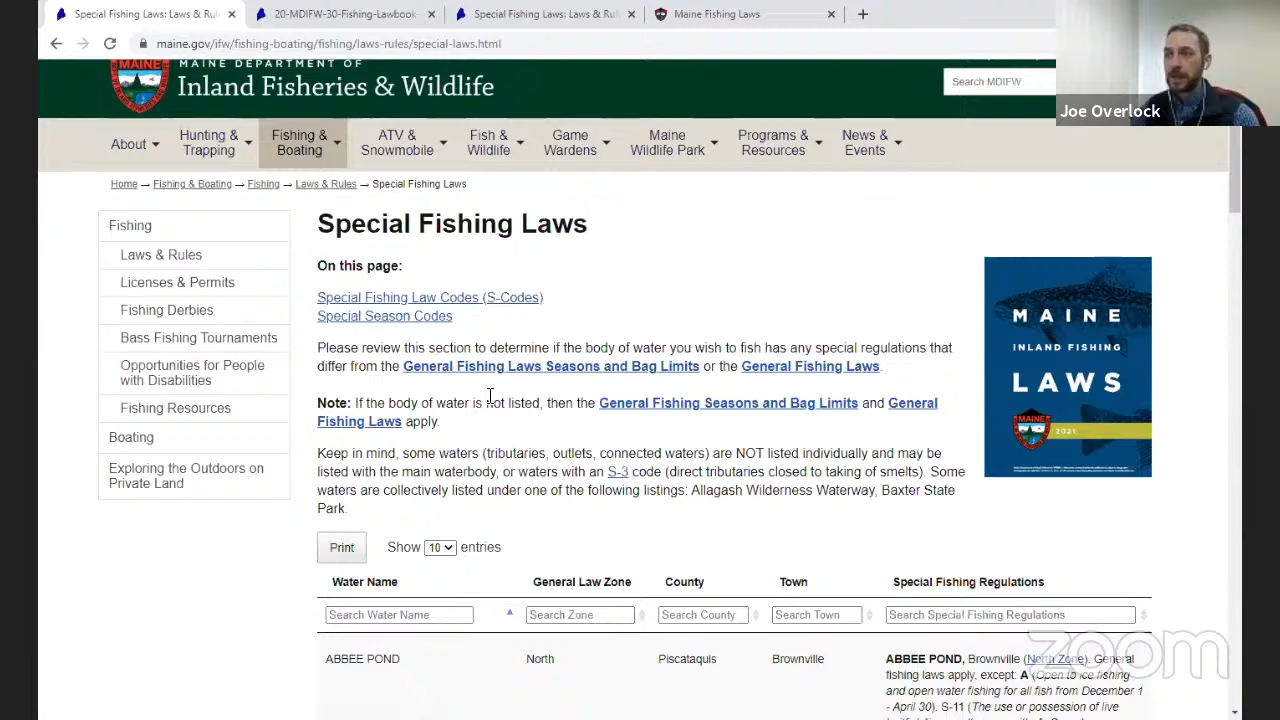 Special Fishing Laws: Laws & Rul
20-MDIFW-30-Fishing-Lawbook-
Special Fishing Laws: Laws & Rul
Maine Fishing Laws
maine.gov/ifw/fishing-boating/fishing/laws-rules/special-laws.html
MAINE
MAINE DEPARTMENT OF
Inland Fisheries & Wildlife
Search MDIFW
Joe Overlock
About
Hunting &
Trapping
Fishing &
Boating
ATV &
Snowmobile
Fish &
Wildlife
Game
Wardens
Maine
Wildlife Park
Programs &
Resources
News &
Events
Home → Fishing & Boating → Fishing → Laws & Rules → Special Fishing Laws
Fishing
Laws & Rules
Licenses & Permits
Fishing Derbies
Bass Fishing Tournaments
Opportunities for People
with Disabilities
Fishing Resources
Boating
Exploring the Outdoors on
Private Land
Special Fishing Laws
On this page:
Special Fishing Law Codes (S-Codes)
Special Season Codes
Please review this section to determine if the body of water you wish to fish has any special regulations that
differ from the General Fishing Laws Seasons and Bag Limits or the General Fishing Laws.
Note: If the body of water is not listed, then the General Fishing Seasons and Bag Limits and General
Fishing Laws apply.
Keep in mind, some waters (tributaries, outlets, connected waters) are NOT listed individually and may be
listed with the main waterbody, or waters with an S-3 code (direct tributaries closed to taking of smelts). Some
waters are collectively listed under one of the following listings: Allagash Wilderness Waterway, Baxter State
Park.
MAINE
INLAND FISHING
LAWS
2021
Print
Show 10 entries
Water Name
General Law Zone
County
Town
Special Fishing Regulations
Search Water Name
Search Zone
Search County
Search Town
Search Special Fishing Regulations
ABBEE POND
North
Piscataquis
Brownville
ABBEE POND, Brownville (North Zone). General
fishing laws apply, except: A (Open to ice fishing
and open water fishing for all fish from December 1
- April 30). S-11 (The use or possession of live
zoom